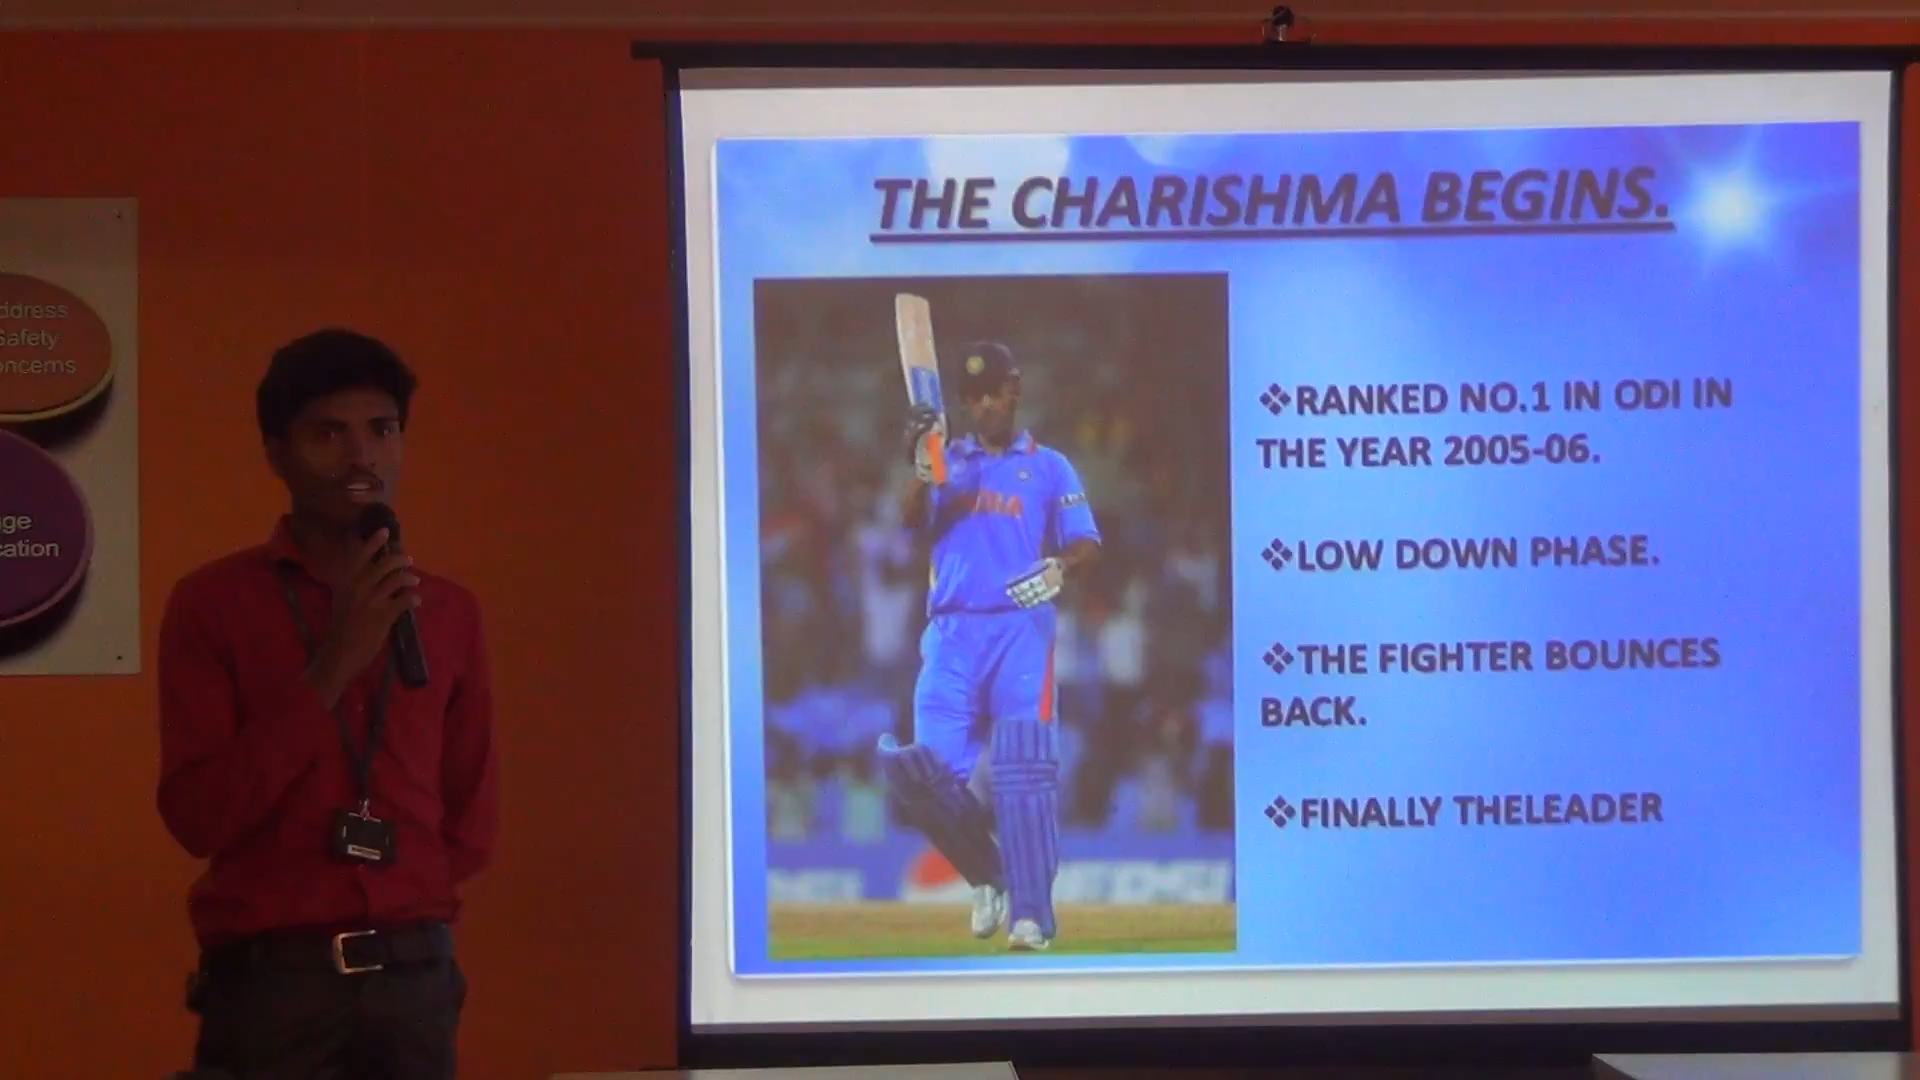 THE CHARISHMA BEGINS.
❖RANKED NO.1 IN ODI IN
THE YEAR 2005-06.
❖LOW DOWN PHASE.
❖THE FIGHTER BOUNCES
BACK.
❖FINALLY THELEADER